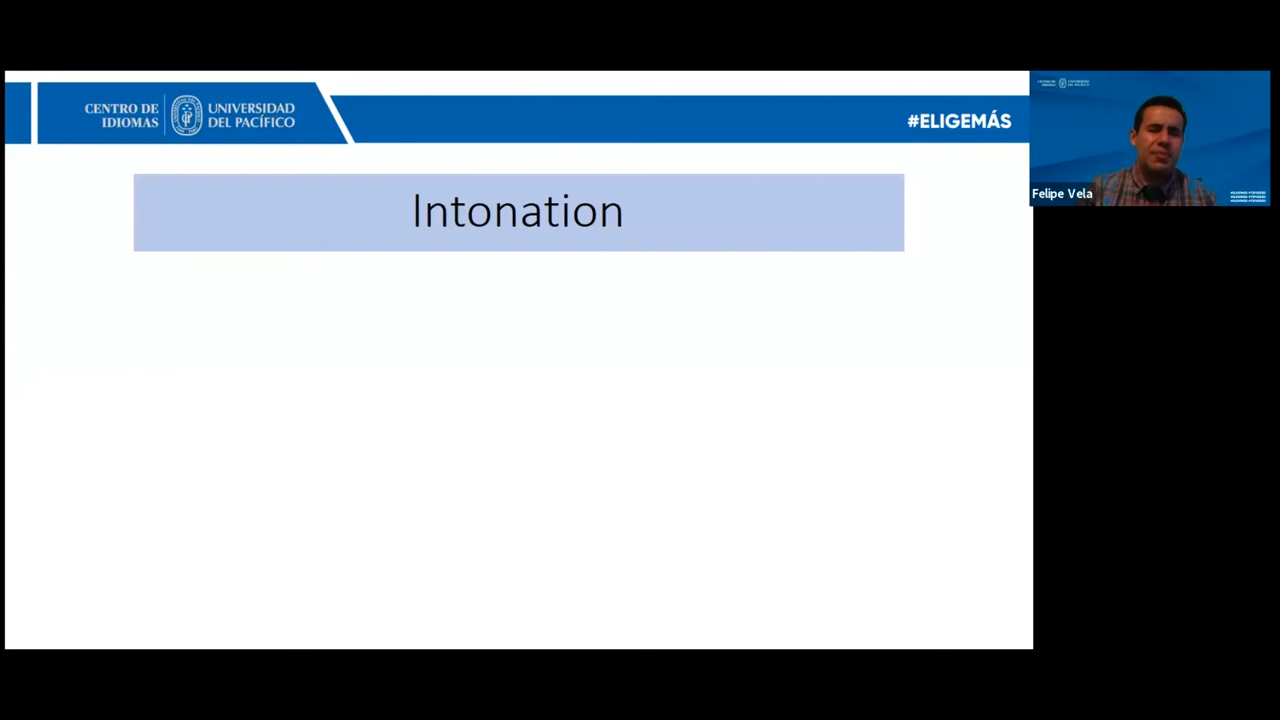 CENTRO DE
IDIOMAS
UNIVERSIDAD
DEL PACÍFICO
#ELIGEMÁS
Intonation
Felipe Vela